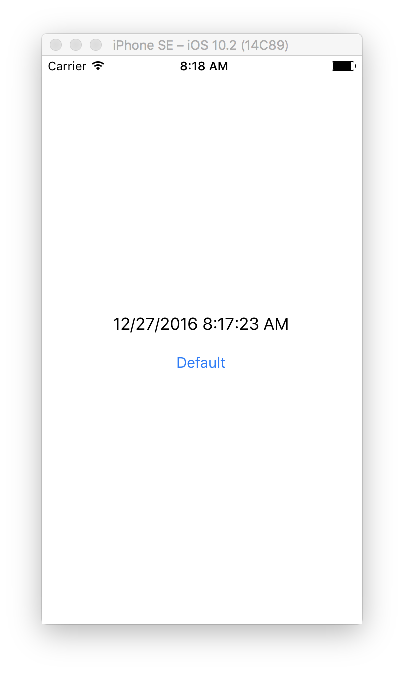 iPhone SE – iOS 10.2 (14C89)
Carrier 8:18 AM
12/27/2016 8:17:23 AM
Default